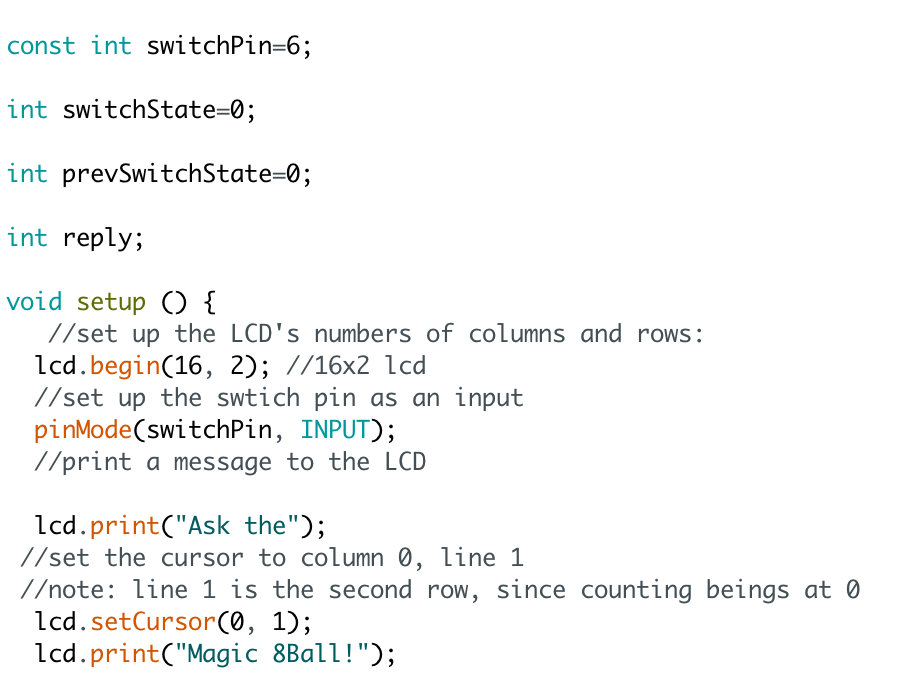 const int switchPin=6;
int switchState=0;
int prevSwitchState=0;
int reply;
void setup () {
//set up the LCD's numbers of columns and rows:
lcd.begin(16, 2); //16x2 lcd
//set up the swtich pin as an input
pinMode(switchPin, INPUT);
//print a message to the LCD
lcd.print("Ask the");
//set the cursor to column 0, line 1
//note: line 1 is the second row, since counting beings at 0
lcd.setCursor(0, 1);
lcd.print("Magic 8Ball!");